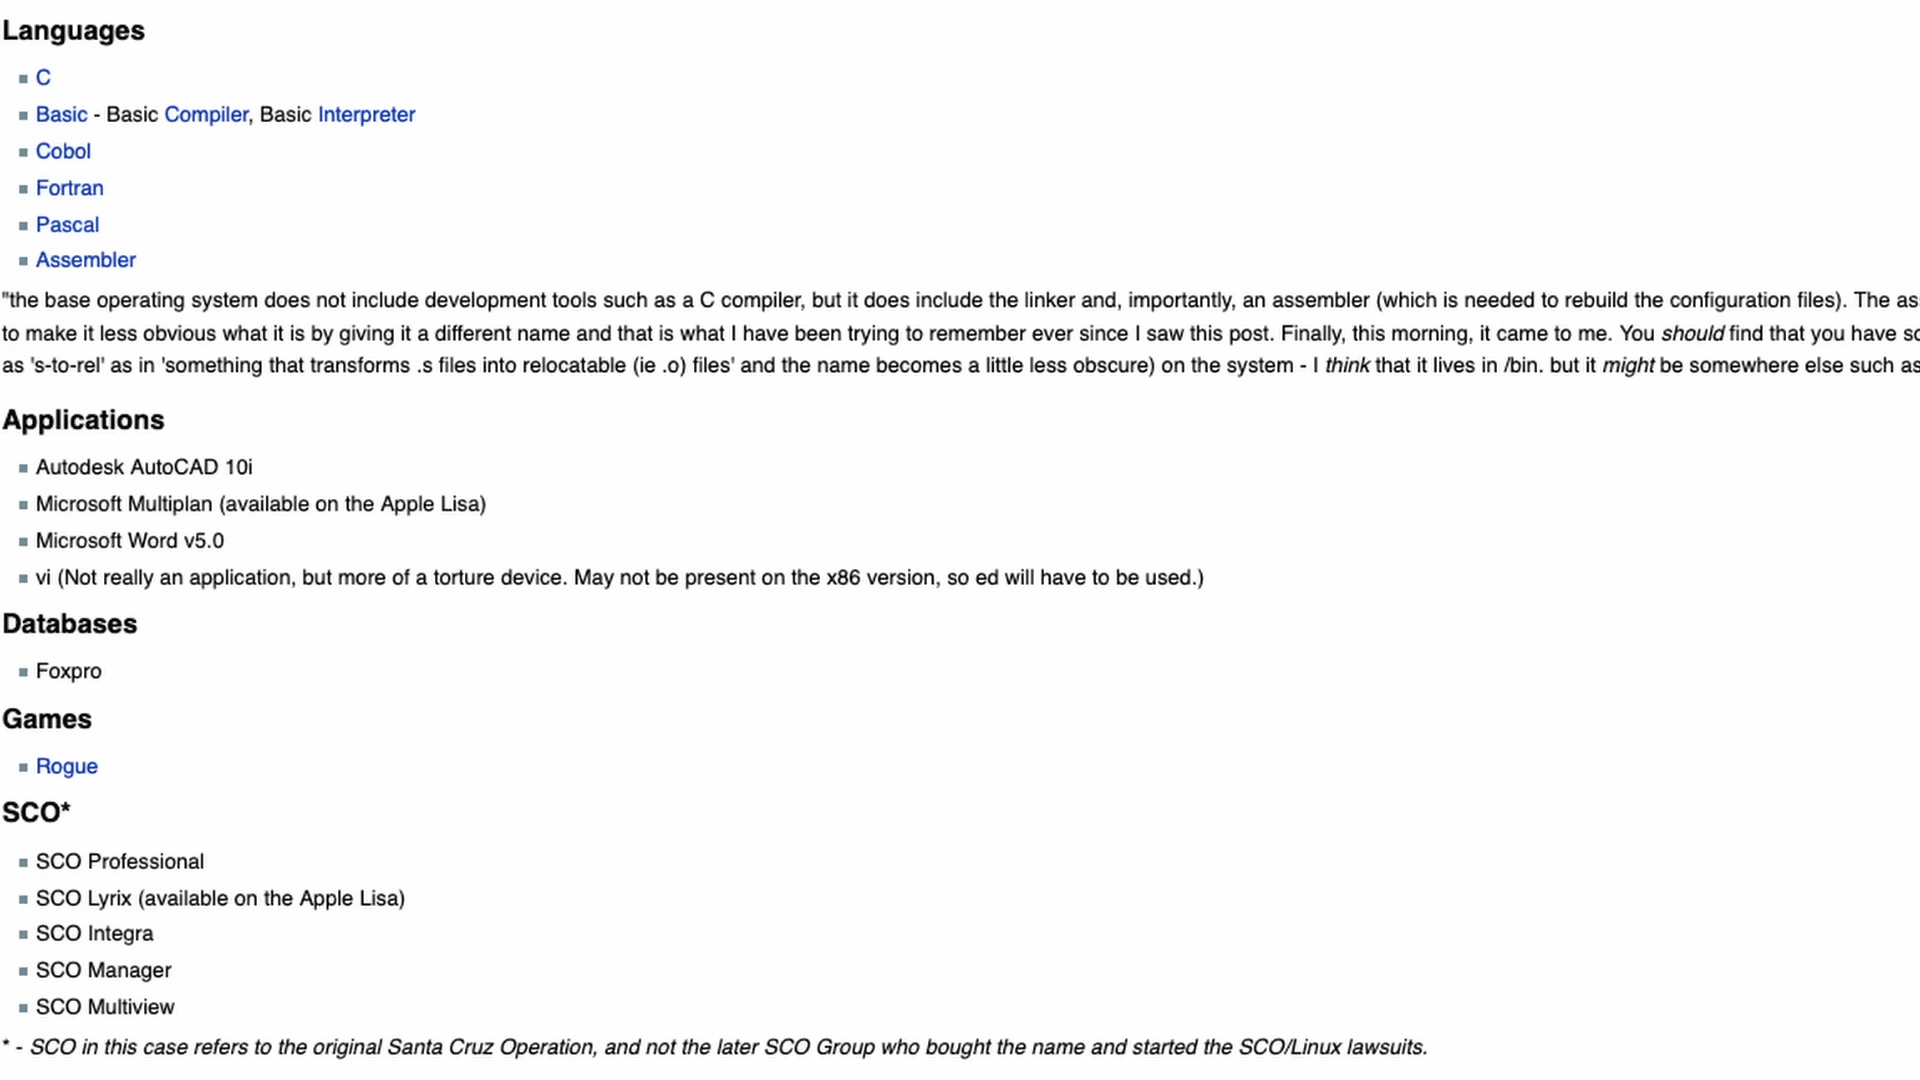 Languages
C
Basic - Basic Compiler, Basic Interpreter
Cobol
Fortran
Pascal
Assembler
"the base operating system does not include development tools such as a C compiler, but it does include the linker and, importantly, an assembler (which is needed to rebuild the configuration files). The
to make it less obvious what it is by giving it a different name and that is what I have been trying to remember ever since I saw this post. Finally, this morning, it came to me. You should find that you have
as 's-to-rel' as in 'something that transforms .s files into relocatable (ie .o) files' and the name becomes a little less obscure) on the system - I think that it lives in /bin. but it might be somewhere else such as
Applications
Autodesk AutoCAD 10i
Microsoft Multiplan (available on the Apple Lisa)
Microsoft Word v5.0
vi (Not really an application, but more of a torture device. May not be present on the x86 version, so ed will have to be used.)
Databases
Foxpro
Games
Rogue
SCO*
SCO Professional
SCO Lyrix (available on the Apple Lisa)
SCO Integra
SCO Manager
SCO Multiview
* - SCO in this case refers to the original Santa Cruz Operation, and not the later SCO Group who bought the name and started the SCO/Linux lawsuits.